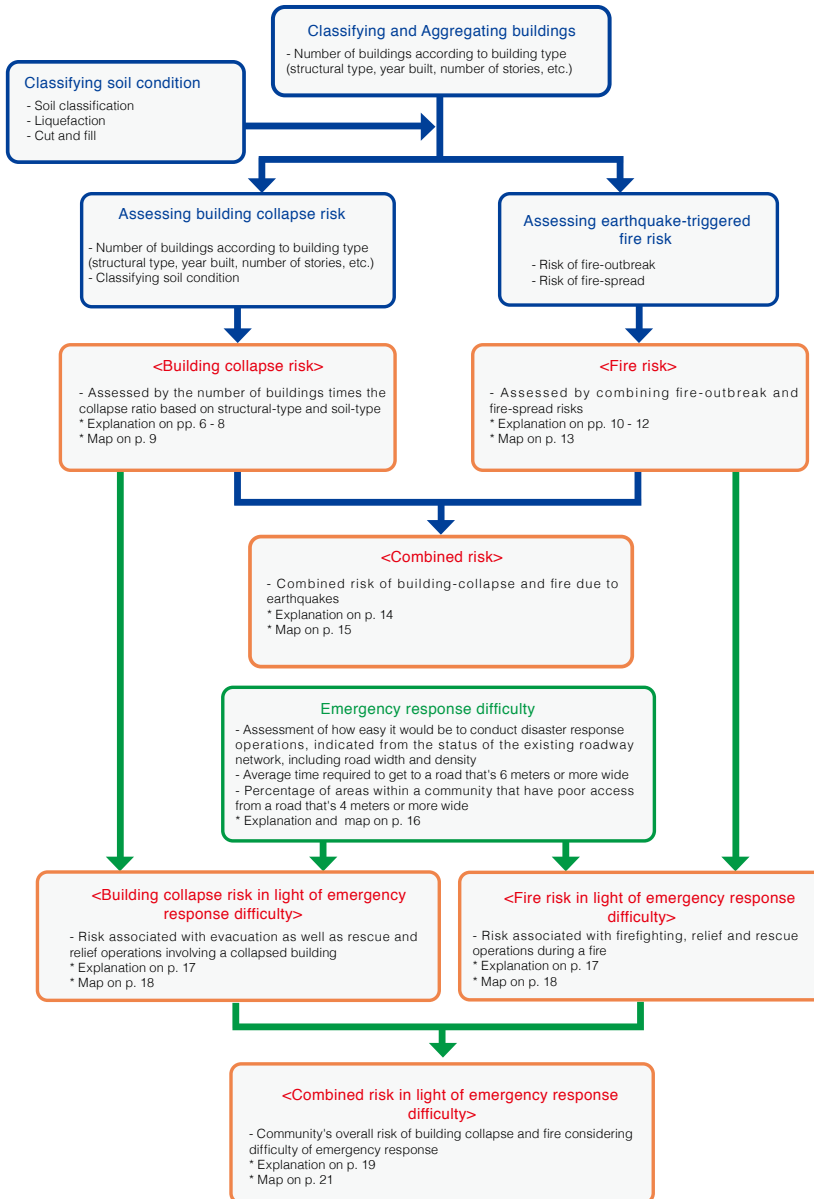 Classifying and Aggregating buildings
- Number of buildings according to building type
(structural type, year built, number of stories, etc.)
Classifying soil condition
- Soil classification
- Liquefaction
- Cut and fill
Assessing building collapse risk
- Number of buildings according to building type
(structural type, year built, number of stories, etc.)
- Classifying soil condition
Assessing earthquake-triggered
fire risk
- Risk of fire-outbreak
- Risk of fire-spread
<Building collapse risk>
- Assessed by the number of buildings times the
collapse ratio based on structural-type and soil-type
* Explanation on pp. 6 - 8
* Map on p. 9
<Fire risk>
- Assessed by combining fire-outbreak and
fire-spread risks
* Explanation on pp. 10 - 12
* Map on p. 13
<Combined risk>
- Combined risk of building-collapse and fire due to
earthquakes
* Explanation on p. 14
* Map on p. 15
Emergency response difficulty
- Assessment of how easy it would be to conduct disaster response
operations, indicated from the status of the existing roadway
network, including road width and density
- Average time required to get to a road that's 6 meters or more wide
- Percentage of areas within a community that have poor access
from a road that's 4 meters or more wide
* Explanation and map on p. 16
<Building collapse risk in light of emergency
response difficulty>
- Risk associated with evacuation as well as rescue and
relief operations involving a collapsed building
* Explanation on p. 17
* Map on p. 18
<Fire risk in light of emergency response
difficulty>
- Risk associated with firefighting, relief and rescue
operations during a fire
* Explanation on p. 17
* Map on p. 18
<Combined risk in light of emergency response
difficulty>
- Community's overall risk of building collapse and fire considering
difficulty of emergency response
* Explanation on p. 19
* Map on p. 21